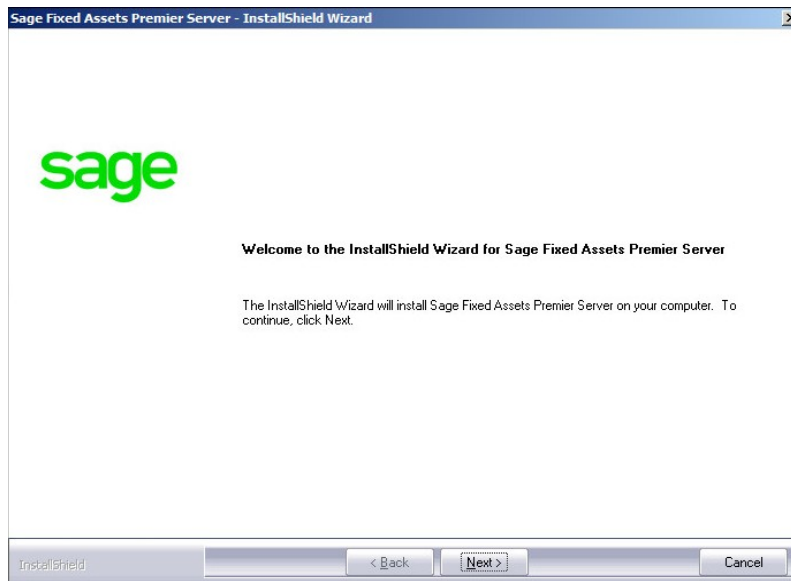 Sage Fixed Assets Premier Server - InstallShield Wizard
sage
Welcome to the InstallShield Wizard for Sage Fixed Assets Premier Server
The InstallShield Wizard will install Sage Fixed Assets Premier Server on your computer. To
continue, click Next.
InstallShield
< Back
Next >
Cancel